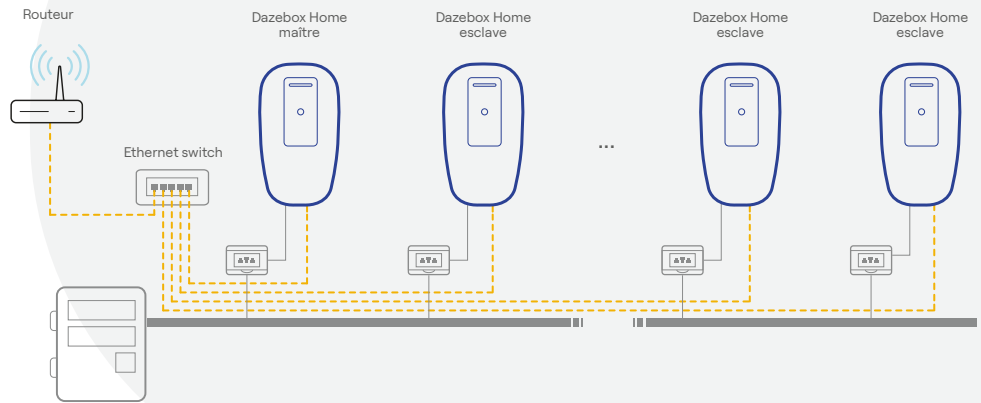 Routeur
Dazebox Home
maître
Dazebox Home
esclave
Dazebox Home
esclave
Dazebox Home
esclave
...
Ethernet switch